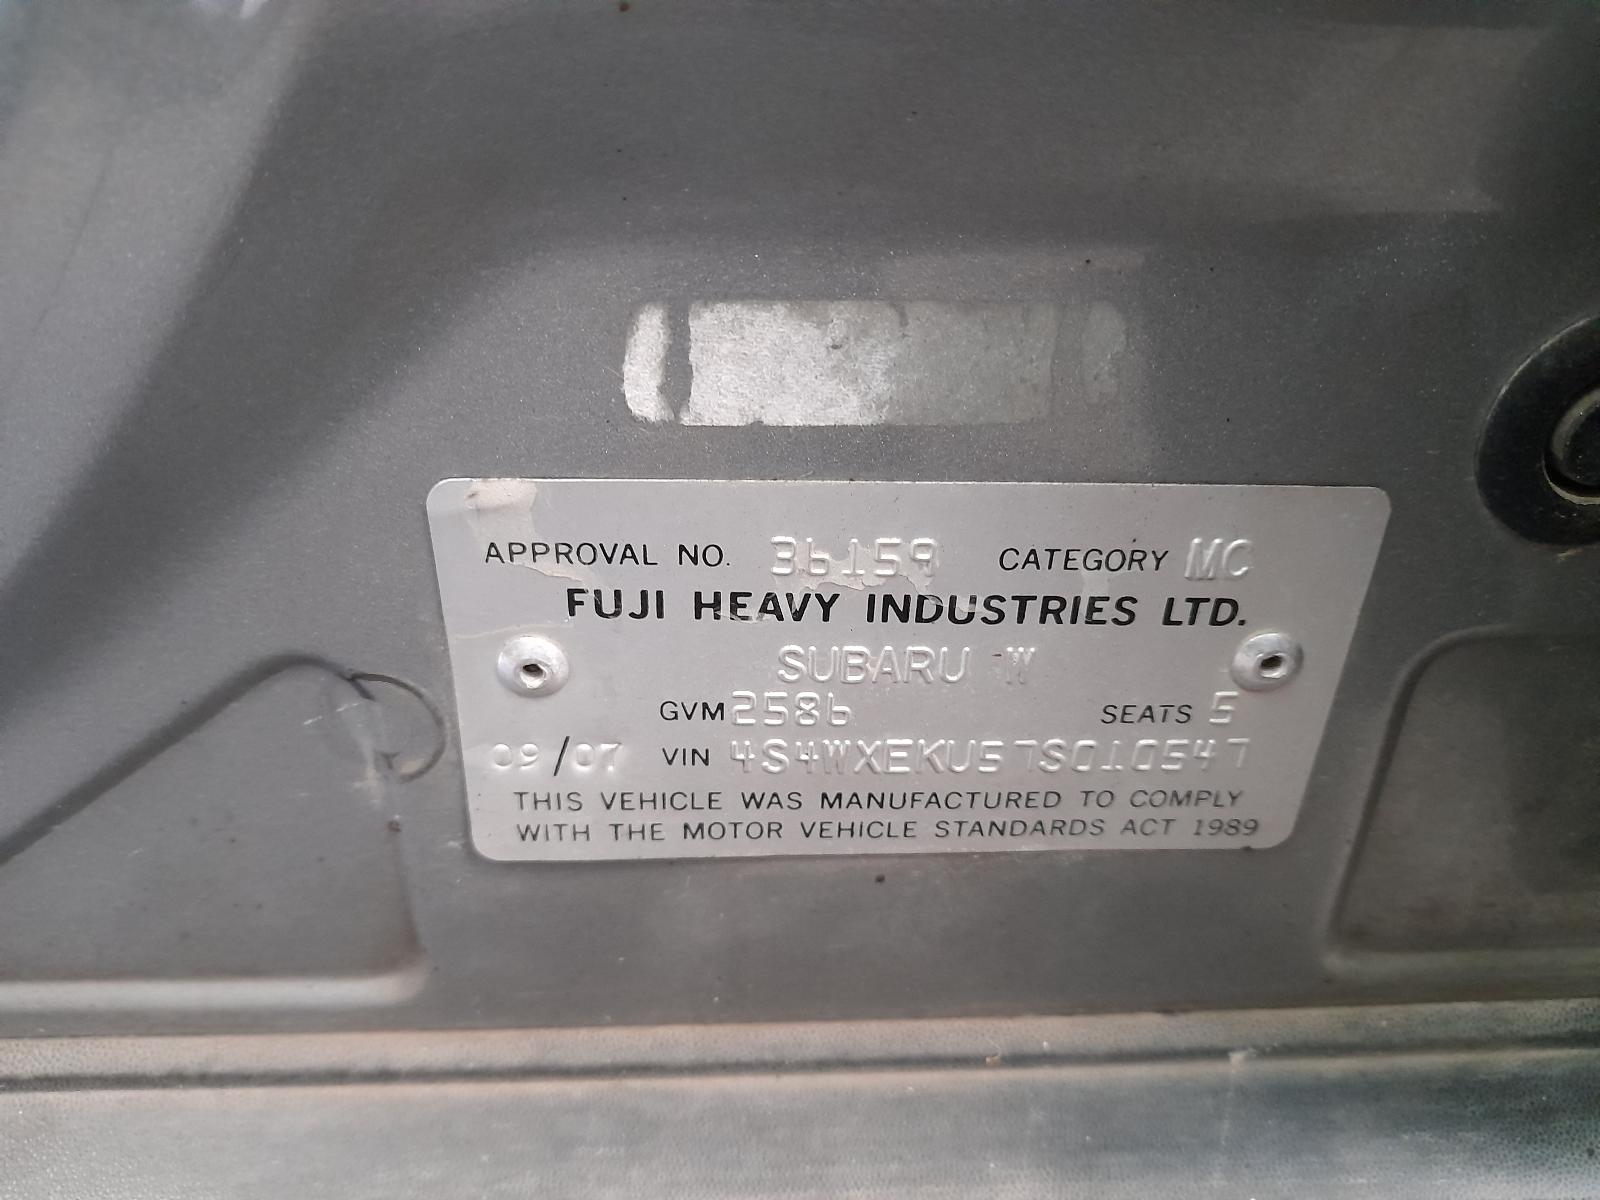 APPROVAL NO. 36159 CATEGORY MC
FUJI HEAVY INDUSTRIES LTD.
SUBARU W
GVM 2586 SEATS 5
09/07 VIN 4S4WXEKU57S010547
THIS VEHICLE WAS MANUFACTURED TO COMPLY
WITH THE MOTOR VEHICLE STANDARDS ACT 1989